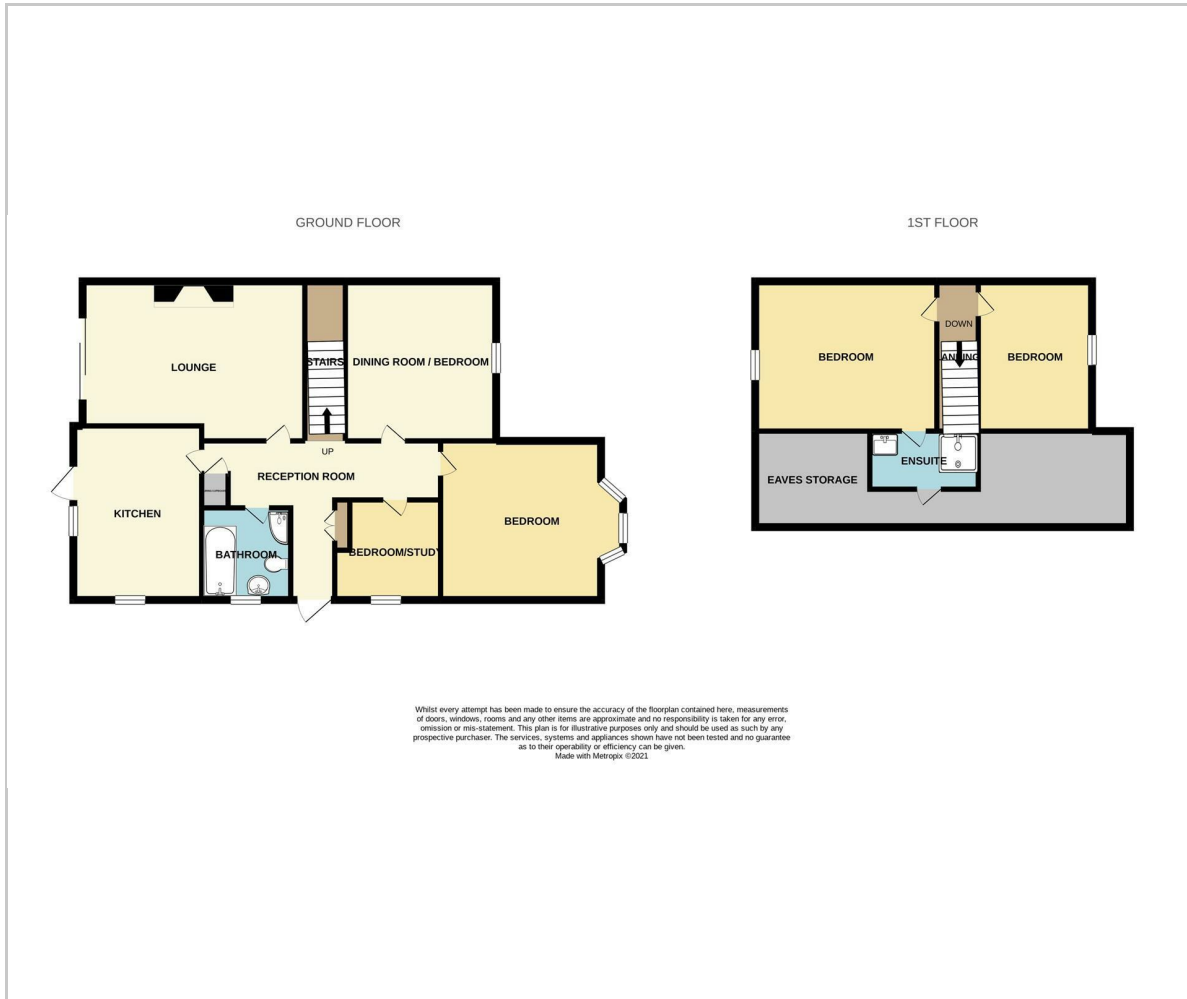 GROUND FLOOR
1ST FLOOR
LOUNGE
STAIRS
DINING ROOM / BEDROOM
UP
RECEPTION ROOM
KITCHEN
BATHROOM
BEDROOM/STUDY
BEDROOM
BEDROOM
DOWN
LANDING
BEDROOM
ENSUITE
EAVES STORAGE
Whilst every attempt has been made to ensure the accuracy of the floorplan contained here, measurements
of doors, windows, rooms and any other items are approximate and no responsibility is taken for any error,
omission or mis-statement. This plan is for illustrative purposes only and should be used as such by any
prospective purchaser. The services, systems and appliances shown have not been tested and no guarantee
as to their operability or efficiency can be given.
Made with Metropix ©2021